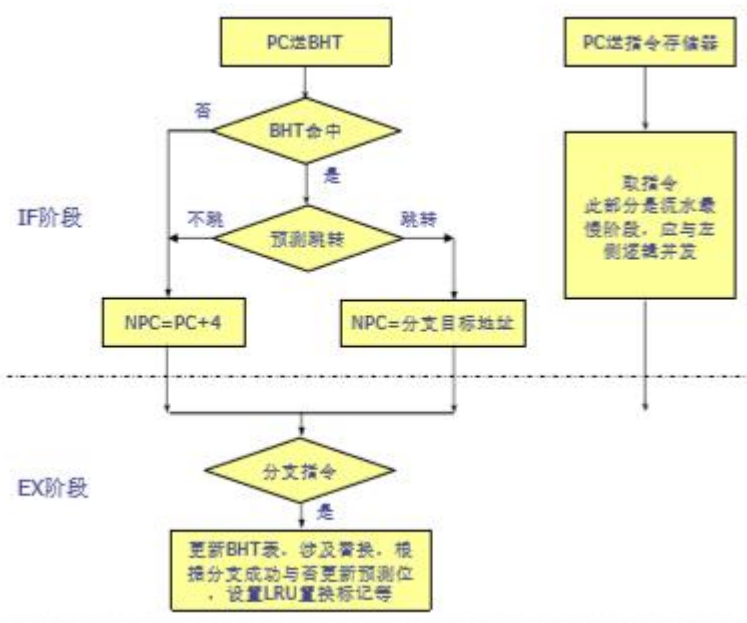 PC送BHT
PC送指令存储器
否
BHT命中
是
取指令
此部分是流水最
慢阶段，应与左
侧逻辑并发
IF阶段
不跳
预测跳转
跳转
NPC=PC+4
NPC=分支目标地址
EX阶段
分支指令
是
更新BHT表，涉及替换，根
据分支成功与否更新预测位
，设置LRU置换标记等